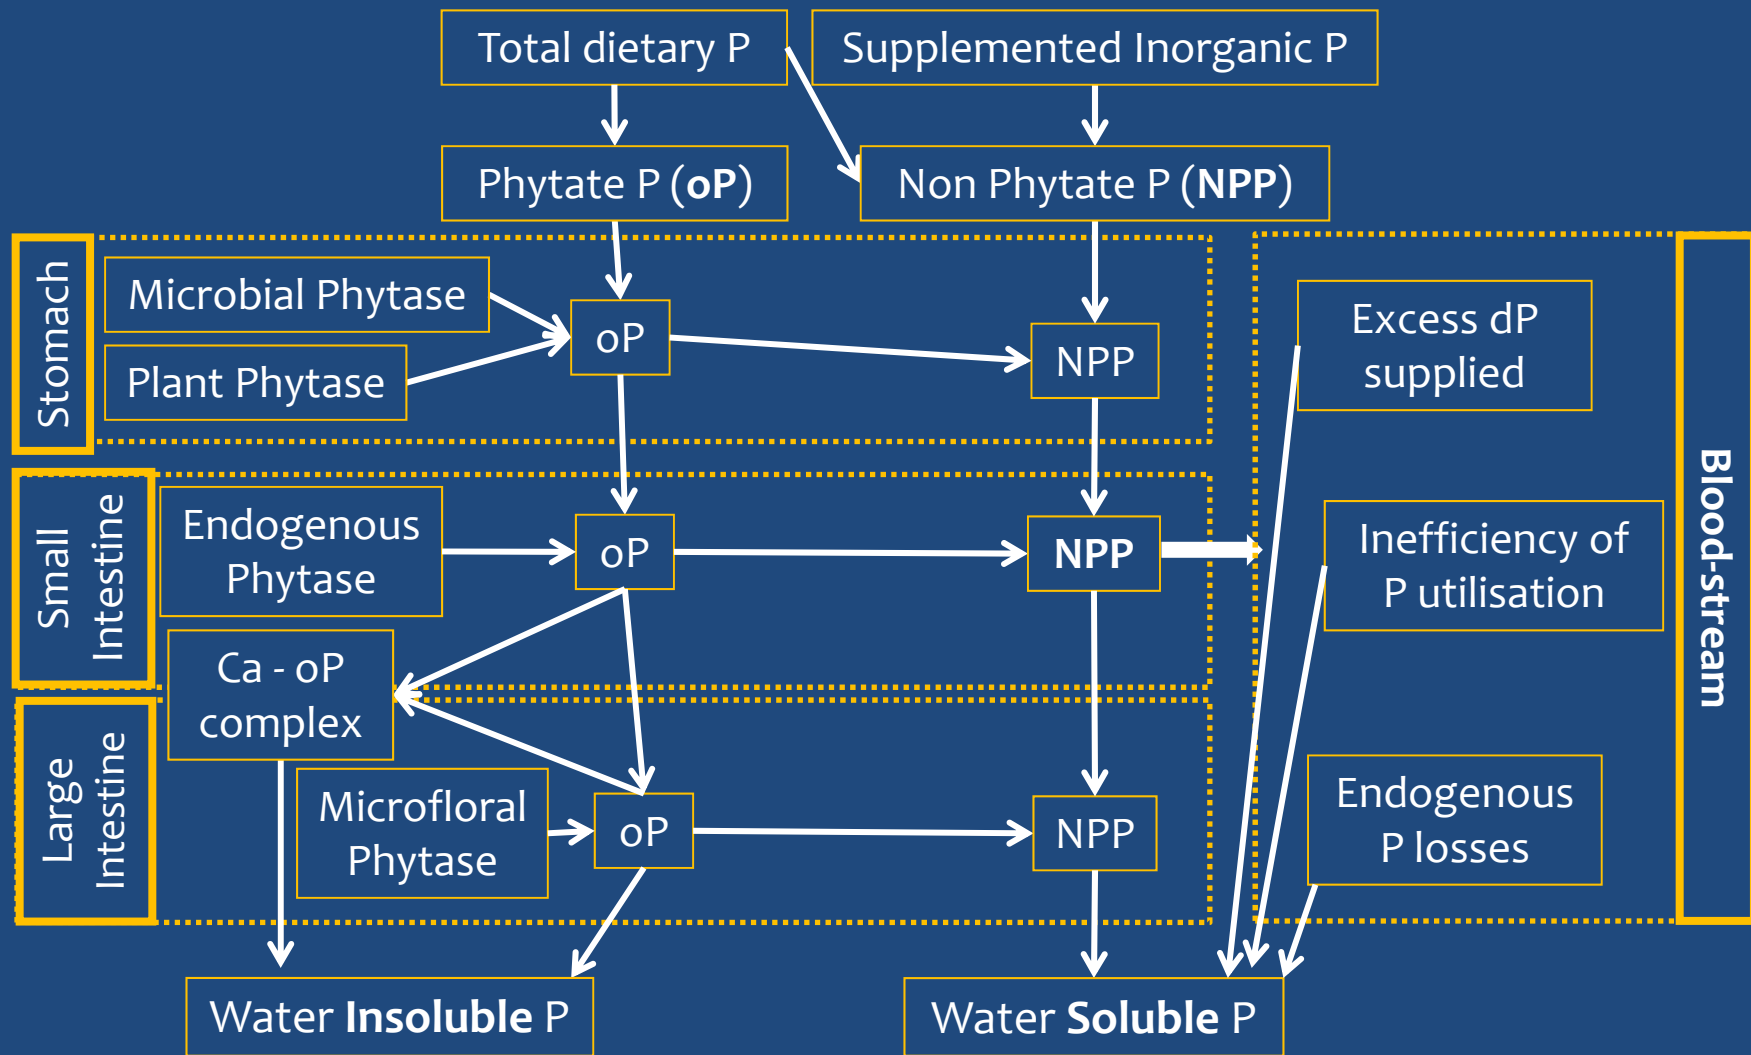 Total dietary P
Supplemented Inorganic P
Phytate P (oP)
Non Phytate P (NPP)
Stomach
Microbial Phytase
Plant Phytase
oP
NPP
Excess dP
supplied
Small
Intestine
Endogenous
Phytase
oP
NPP
Inefficiency of
P utilisation
Blood-stream
Ca - oP
complex
Large
Intestine
Microfloral
Phytase
oP
NPP
Endogenous
P losses
Water Insoluble P
Water Soluble P